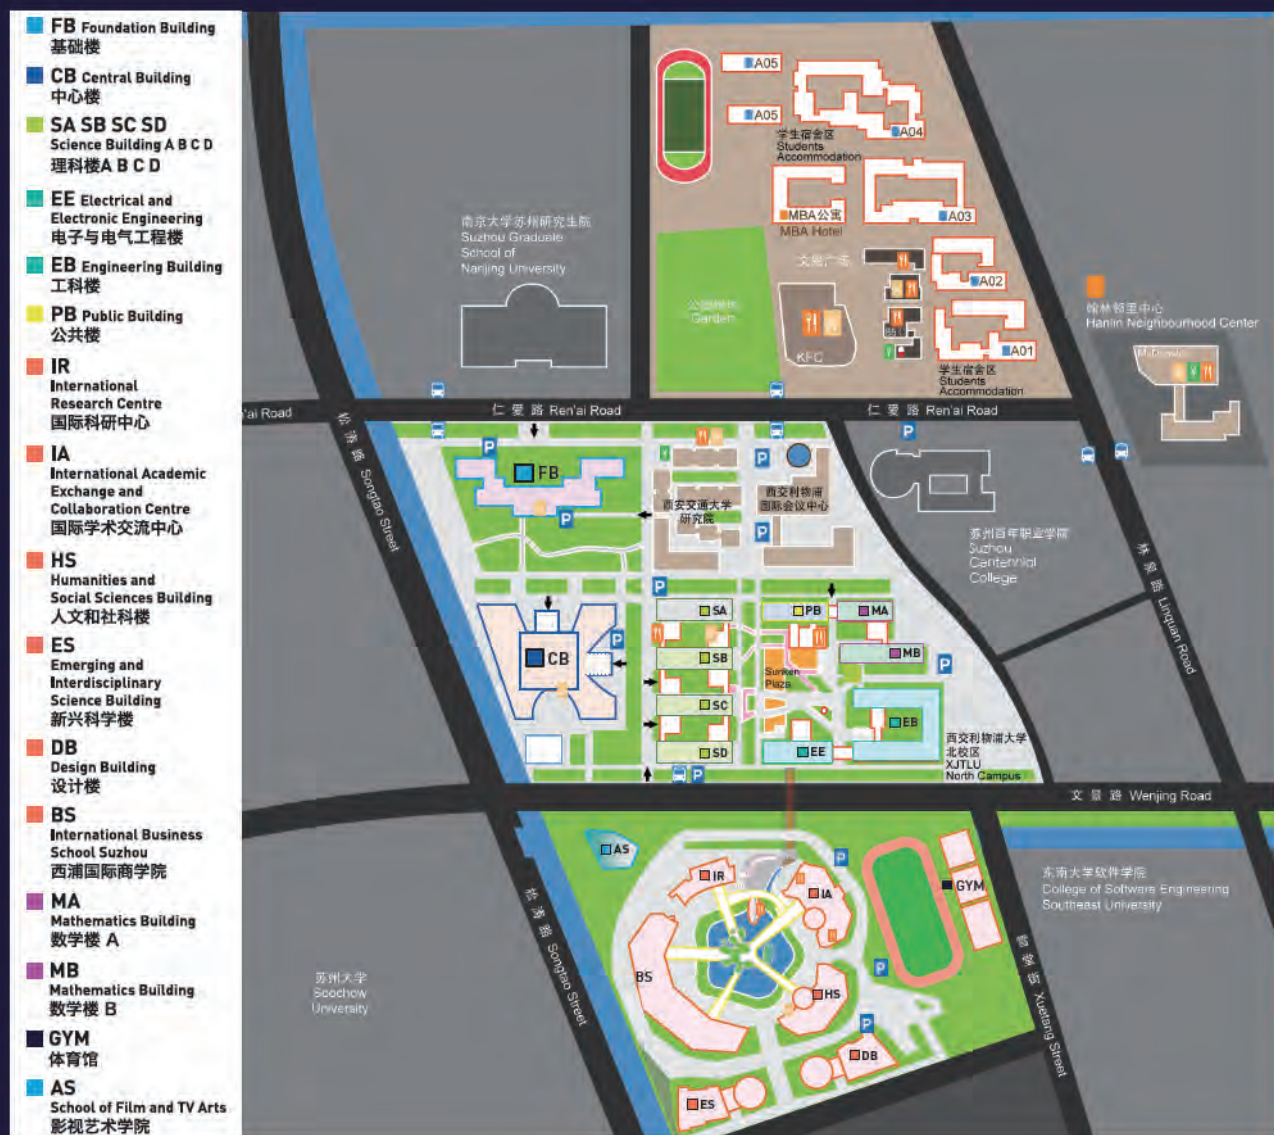 FB Foundation Building
基础楼
CB Central Building
中心楼
SA SB SC SD
Science Building A B C D
理科楼A B C D
EE Electrical and
Electronic Engineering
电子与电气工程楼
EB Engineering Building
工科楼
PB Public Building
公共楼
IR
International
Research Centre
国际科研中心
IA
International Academic
Exchange and
Collaboration Centre
国际学术交流中心
HS
Humanities and
Social Sciences Building
人文和社科楼
ES
Emerging and
Interdisciplinary
Science Building
新兴科学楼
DB
Design Building
设计楼
BS
International Business
School Suzhou
西浦国际商学院
MA
Mathematics Building
数学楼 A
MB
Mathematics Building
数学楼 B
GYM
体育馆
AS
School of Film and TV Arts
影视艺术学院
A05
A05
A04
学生宿舍区
Students
Accommodation
MBA公寓
MBA Hotel
A03
南京大学苏州研究生院
Suzhou Graduate
School of
Nanjing University
A02
Garden
KFC
A01
学生宿舍区
Students
Accommodation
翰林邻里中心
Hanlin Neighbourhood Center
'ai Road
仁爱路 Ren'ai Road
仁爱路 Ren'ai Road
松涛路 Songtao Street
P
P
FB
P
西安交通大学
研究院
P
西交利物浦
国际会议中心
P
P
苏州百年职业学院
Suzhou
Centennial
College
林泉路 Linquan Road
P
SA
PB
MA
P
CB
SB
MB
P
Sunken
Plaza
SC
EB
SD
EE
P
西交利物浦大学
北校区
XJTLU
North Campus
文景路 Wenjing Road
AS
IR
P
IA
GYM
东南大学软件学院
College of Software Engineering
Southeast University
松涛路 Songtao Street
BS
P
HS
P
DB
ES
苏州大学
Soochow
University
Xuetang Street